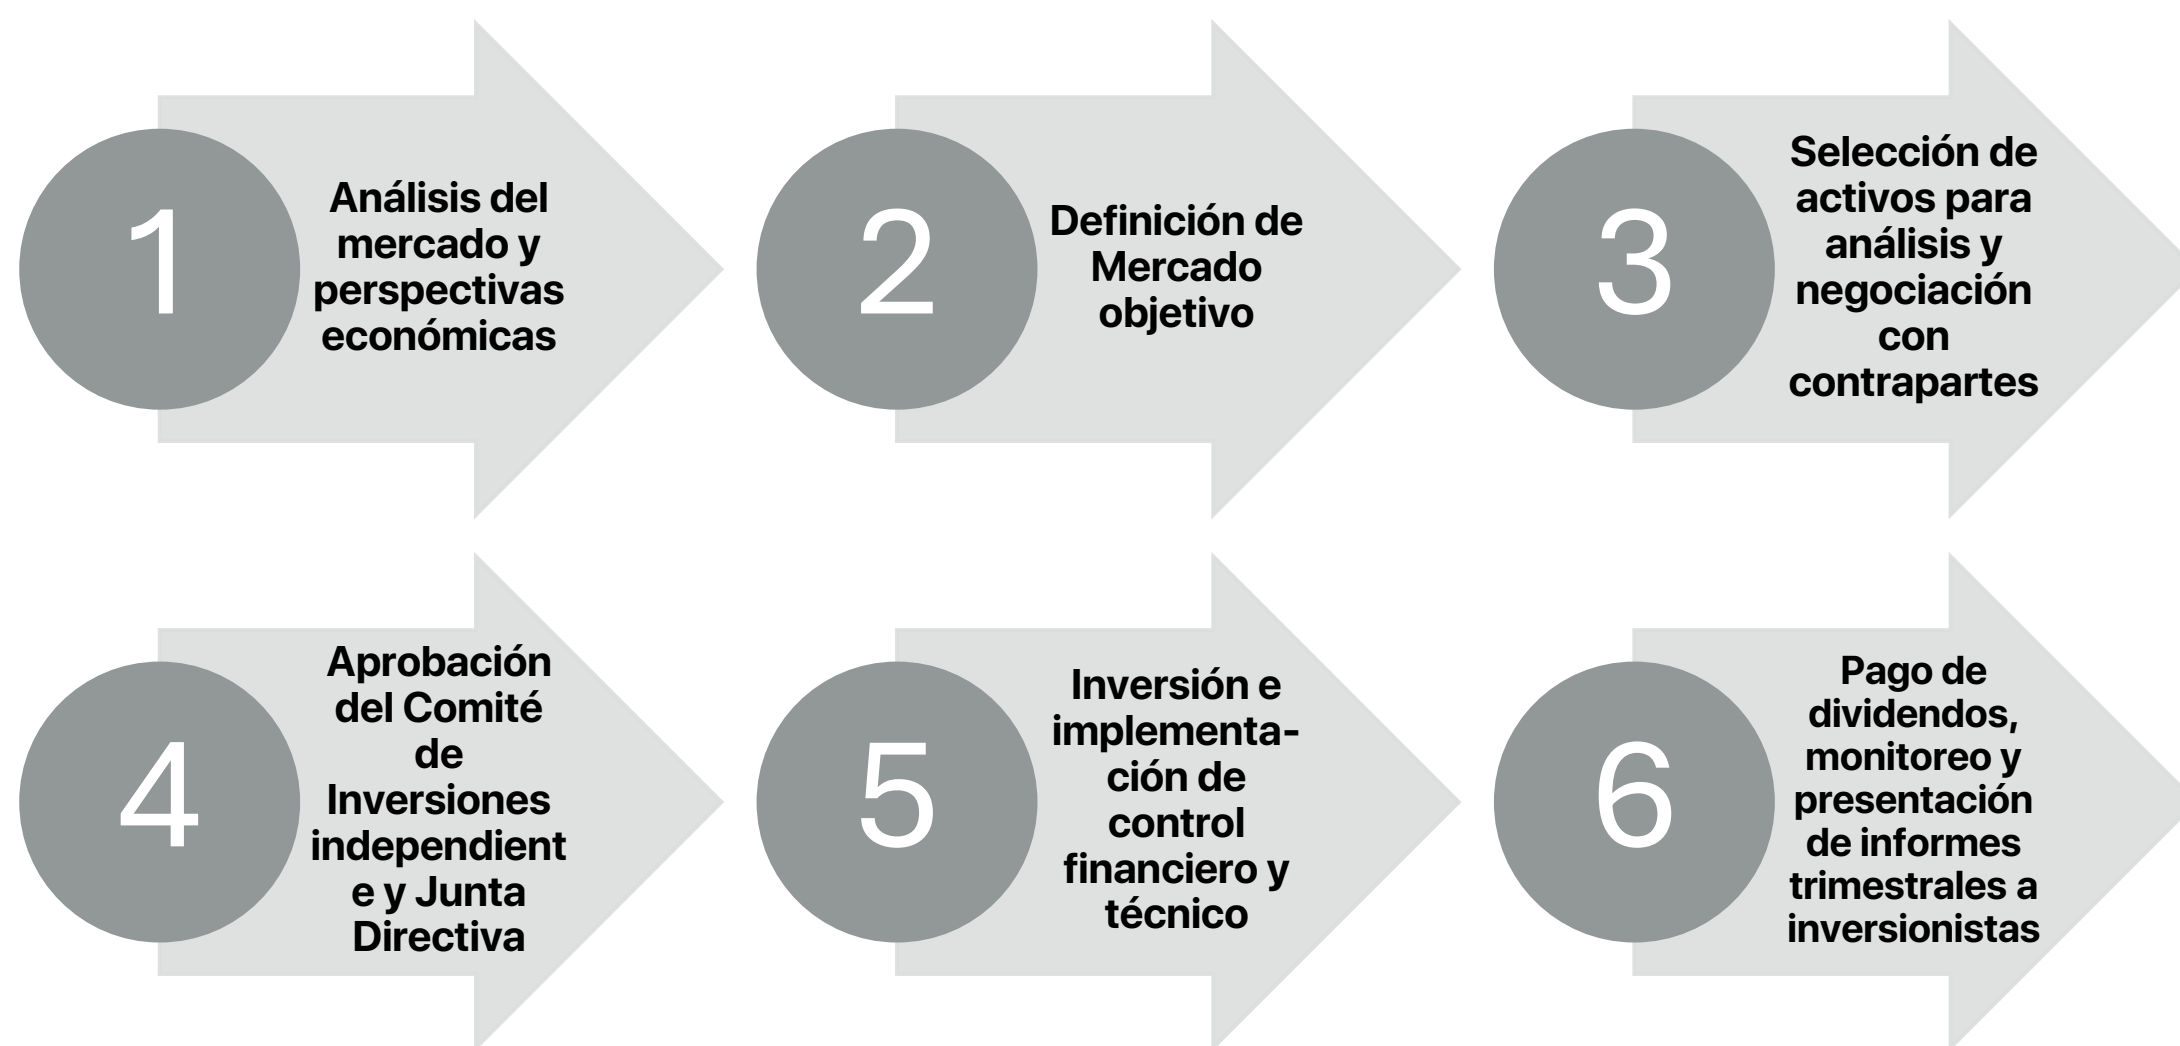 1
Análisis del
mercado y
perspectivas
económicas
2
Definición de
Mercado
objetivo
3
Selección de
activos para
análisis y
negociación
con
contrapartes
4
Aprobación
del Comité
de
Inversiones
independient
e y Junta
Directiva
5
Inversión e
implementa-
ción de
control
financiero y
técnico
6
Pago de
dividendos,
monitoreo y
presentación
de informes
trimestrales a
inversionistas